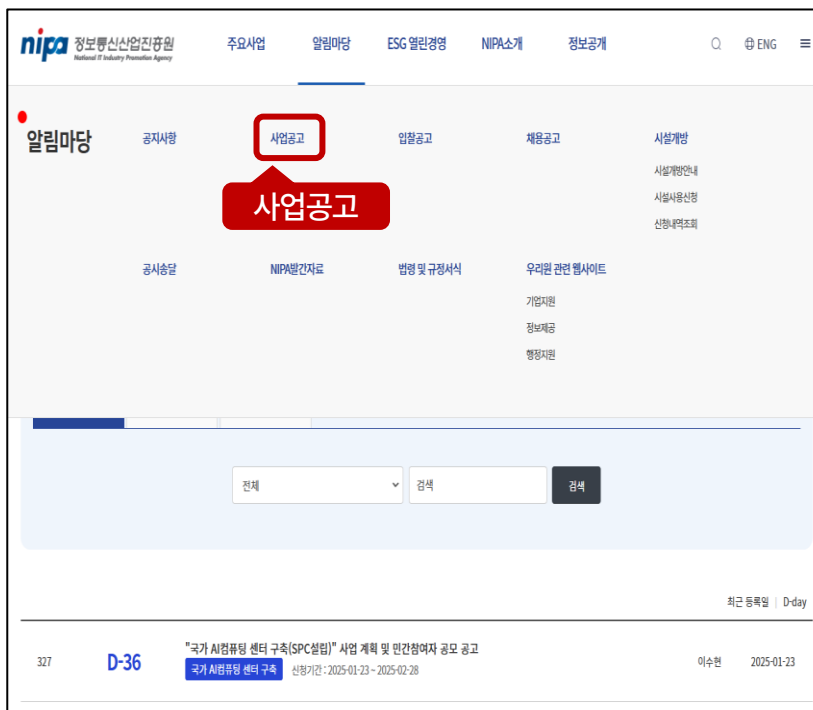 nipa 정보통신산업진흥원
National IT Industry Promotion Agency
주요사업 알림마당 ESG 열린경영 NIPA소개 정보공개 ENG
알림마당
공지사항 사업공고 입찰공고 채용공고 시설개방
시설개방안내
사업공고
시설사용신청
신청내역조회
공시송달 NIPA발간자료 법령 및 규정서식 우리원 관련 웹사이트
기업지원
정보제공
행정지원
전체 검색 검색
최근 등록일 | D-day
327 D-36 "국가 AI컴퓨팅 센터 구축(SPC설립)" 사업 계획 및 민간참여자 공모 공고 이수현 2025-01-23
국가 AI컴퓨팅 센터 구축 신청기간 : 2025-01-23 ~ 2025-02-28